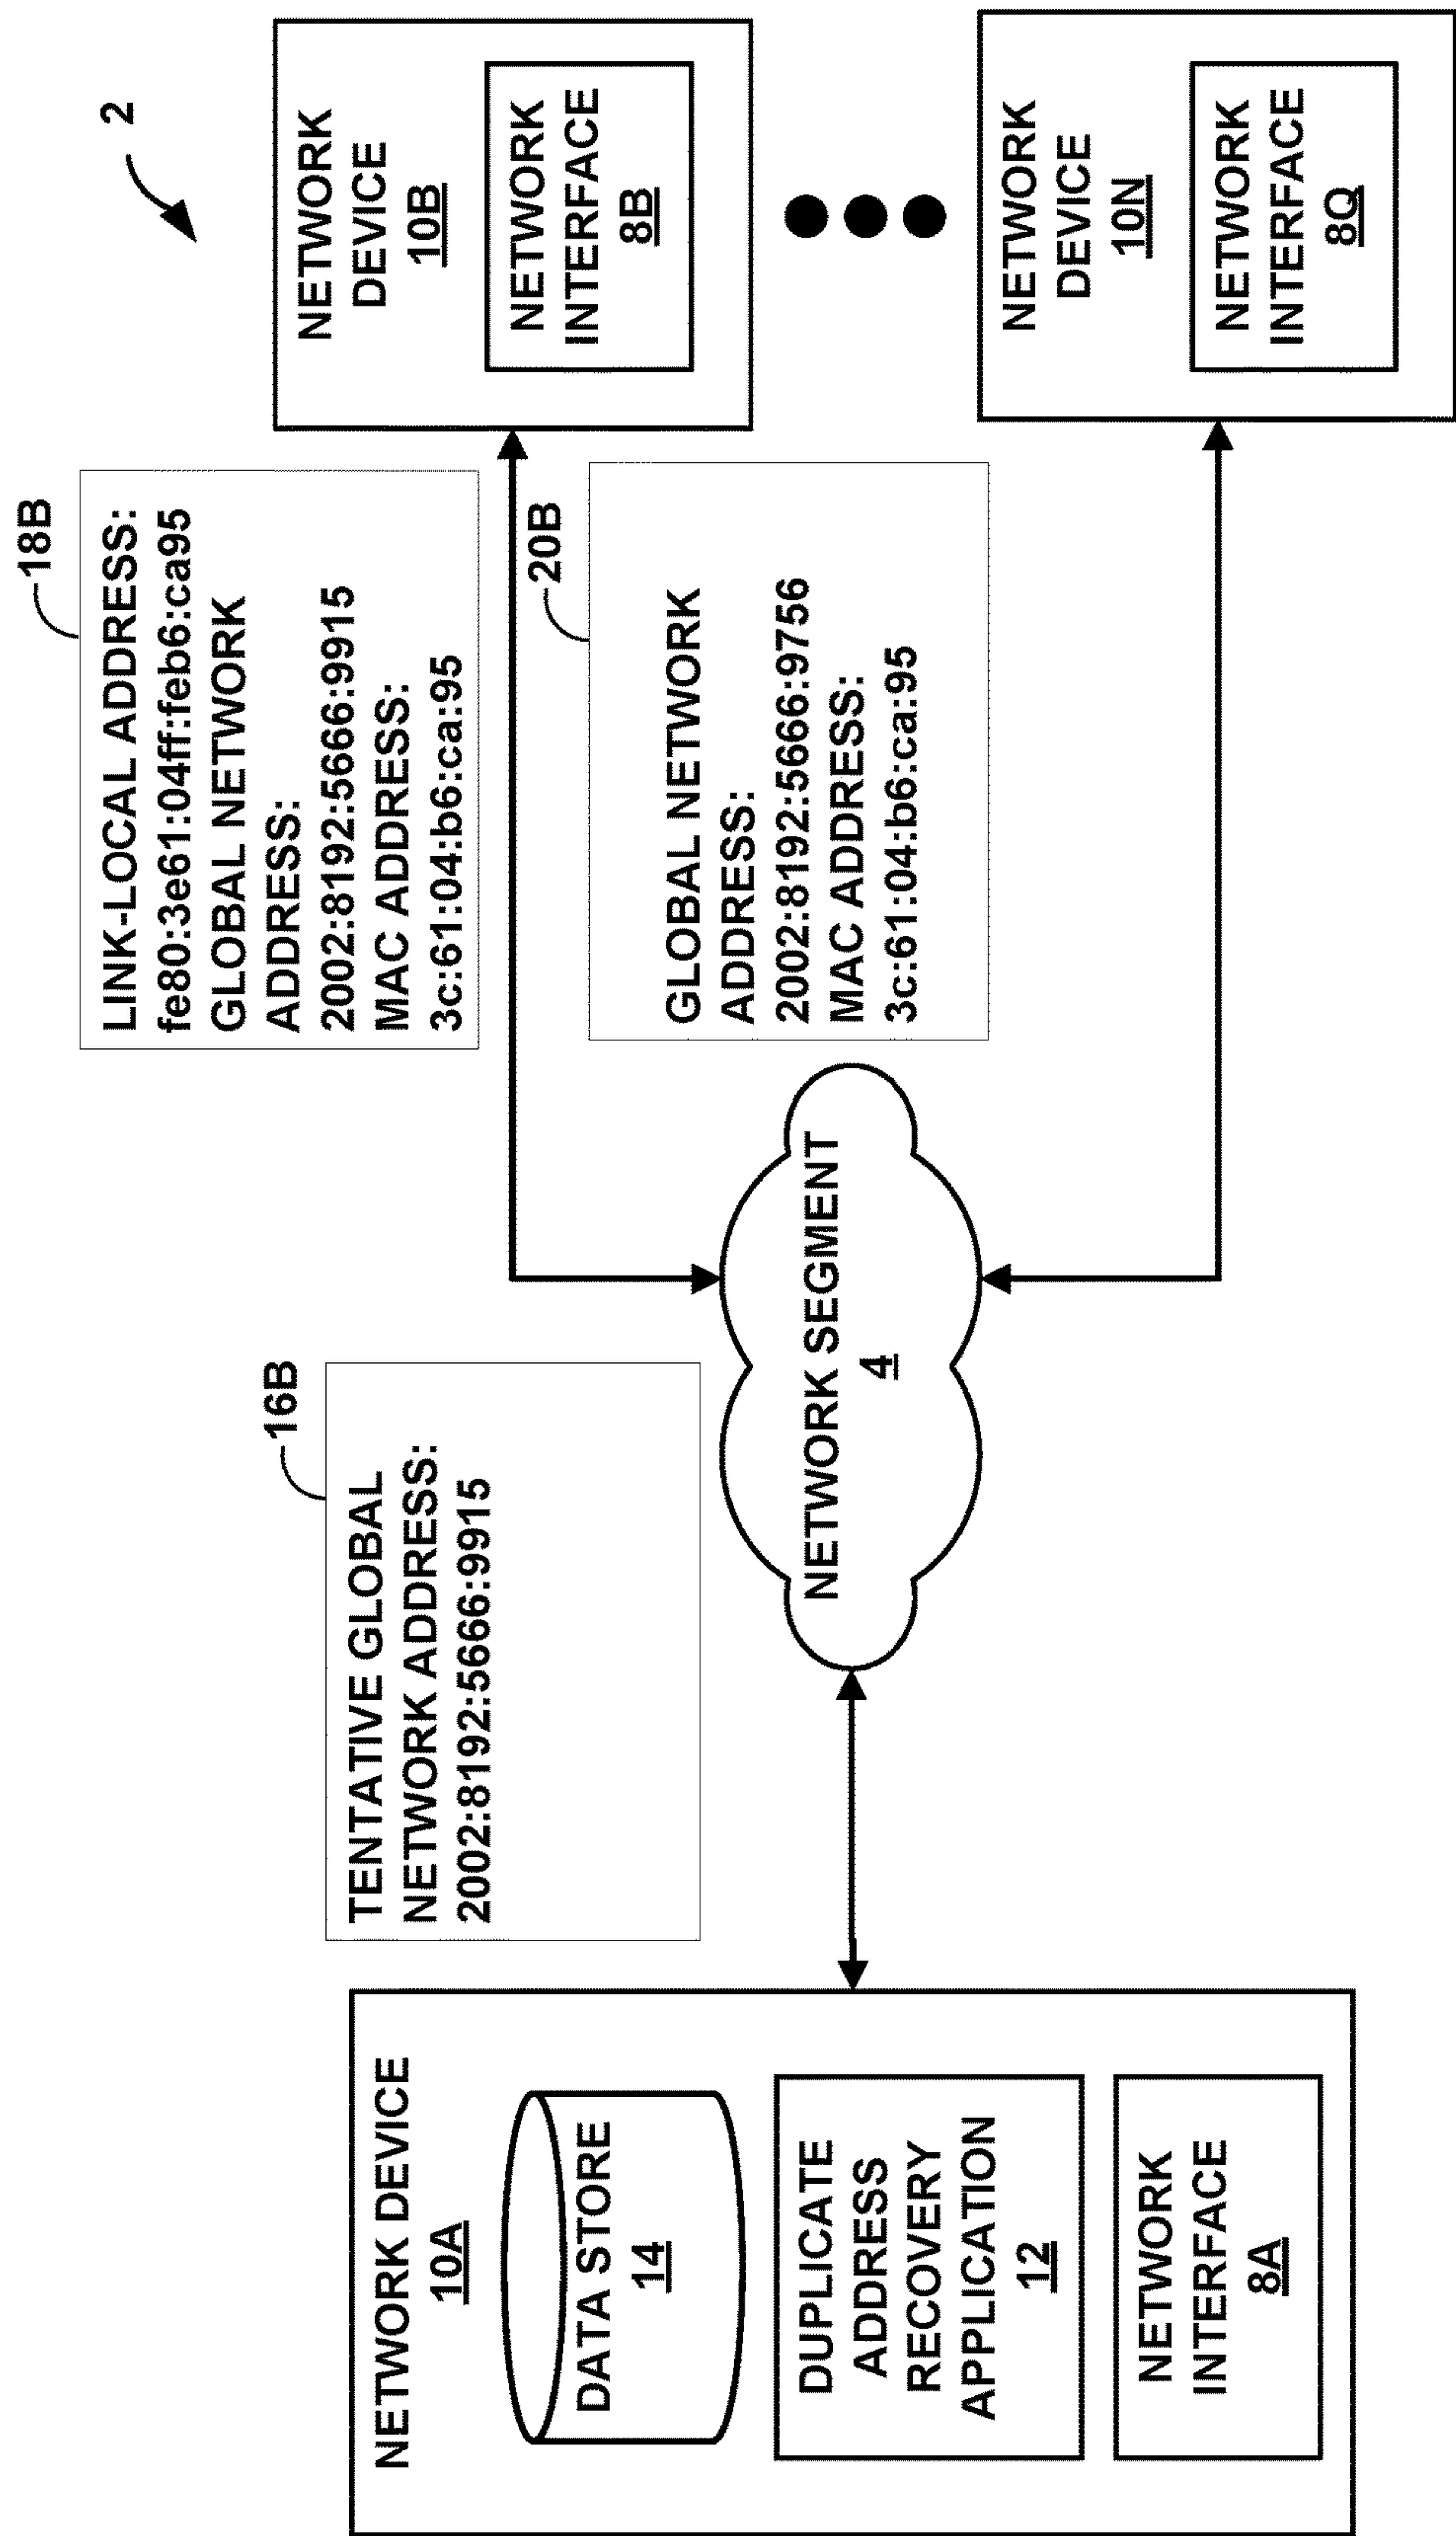 2
NETWORK DEVICE
10A
DATA STORE
14
DUPLICATE
ADDRESS
RECOVERY
APPLICATION
12
NETWORK
INTERFACE
8A
16B
TENTATIVE GLOBAL
NETWORK ADDRESS:
2002:8192:5666:9915
NETWORK SEGMENT
4
18B
LINK-LOCAL ADDRESS:
fe80:3e61:04ff:feb6:ca95
GLOBAL NETWORK
ADDRESS:
2002:8192:5666:9915
MAC ADDRESS:
3c:61:04:b6:ca:95
20B
GLOBAL NETWORK
ADDRESS:
2002:8192:5666:9756
MAC ADDRESS:
3c:61:04:b6:ca:95
NETWORK
DEVICE
10B
NETWORK
INTERFACE
8B
NETWORK
DEVICE
10N
NETWORK
INTERFACE
8Q